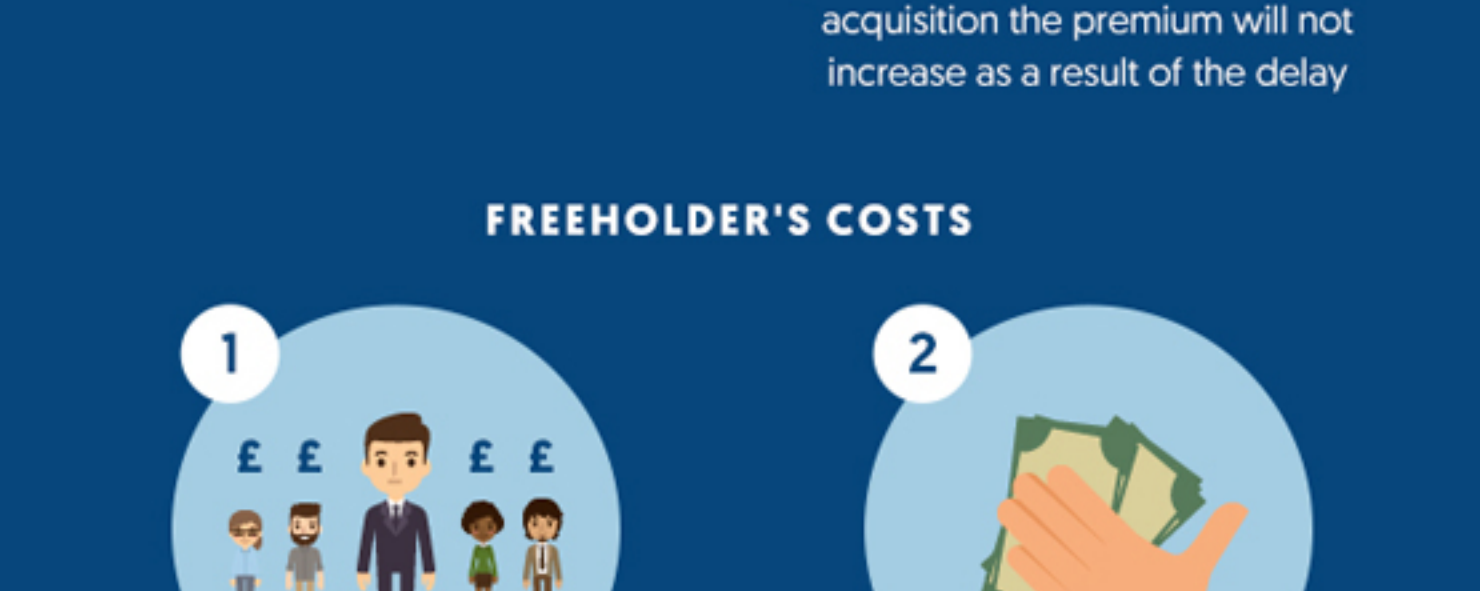 acquisition the premium will not
increase as a result of the delay
FREEHOLDER'S COSTS
1
2
£ £ £ £